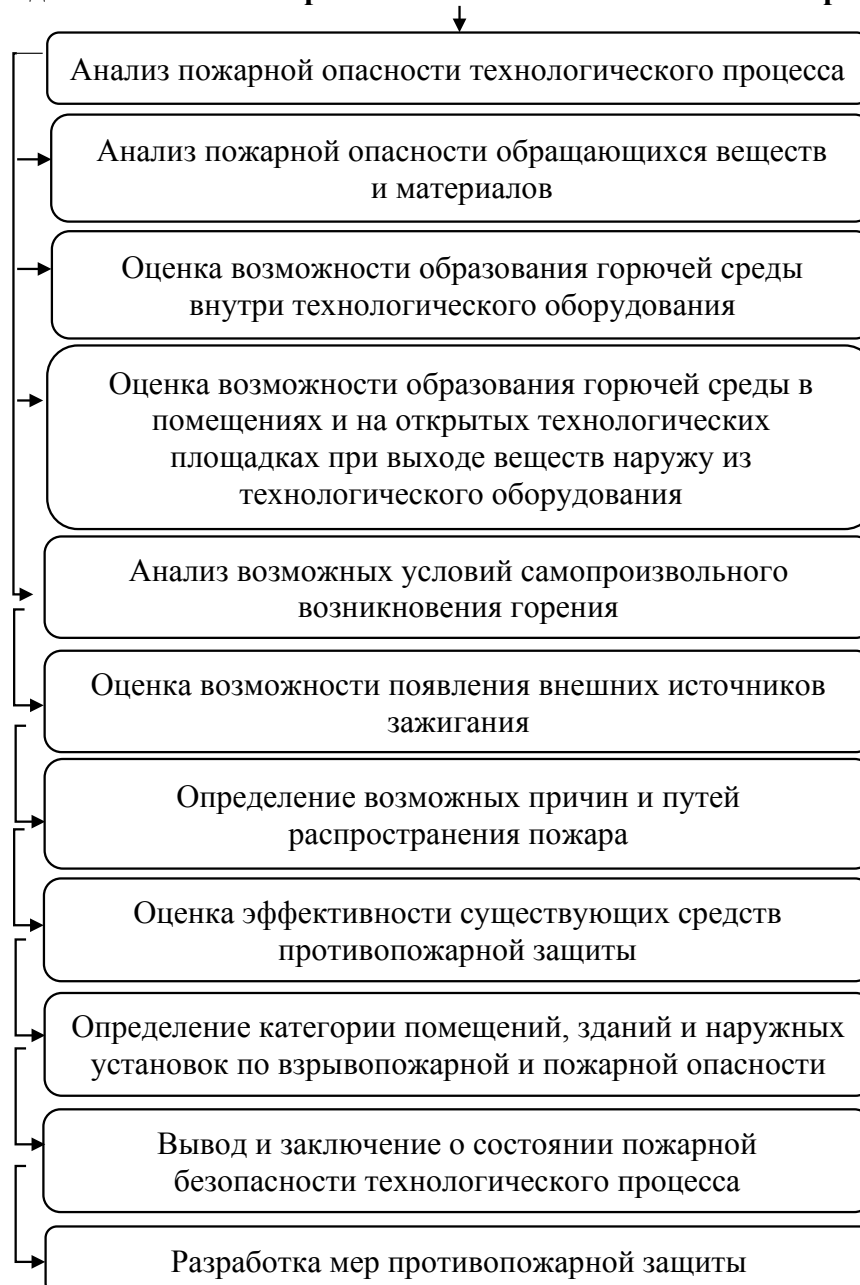 Анализ пожарной опасности технологического процесса
Анализ пожарной опасности обращающихся веществ
и материалов
Оценка возможности образования горючей среды
внутри технологического оборудования
Оценка возможности образования горючей среды в
помещениях и на открытых технологических
площадках при выходе веществ наружу из
технологического оборудования
Анализ возможных условий самопроизвольного
возникновения горения
Оценка возможности появления внешних источников
зажигания
Определение возможных причин и путей
распространения пожара
Оценка эффективности существующих средств
противопожарной защиты
Определение категории помещений, зданий и наружных
установок по взрывопожарной и пожарной опасности
Вывод и заключение о состоянии пожарной
безопасности технологического процесса
Разработка мер противопожарной защиты